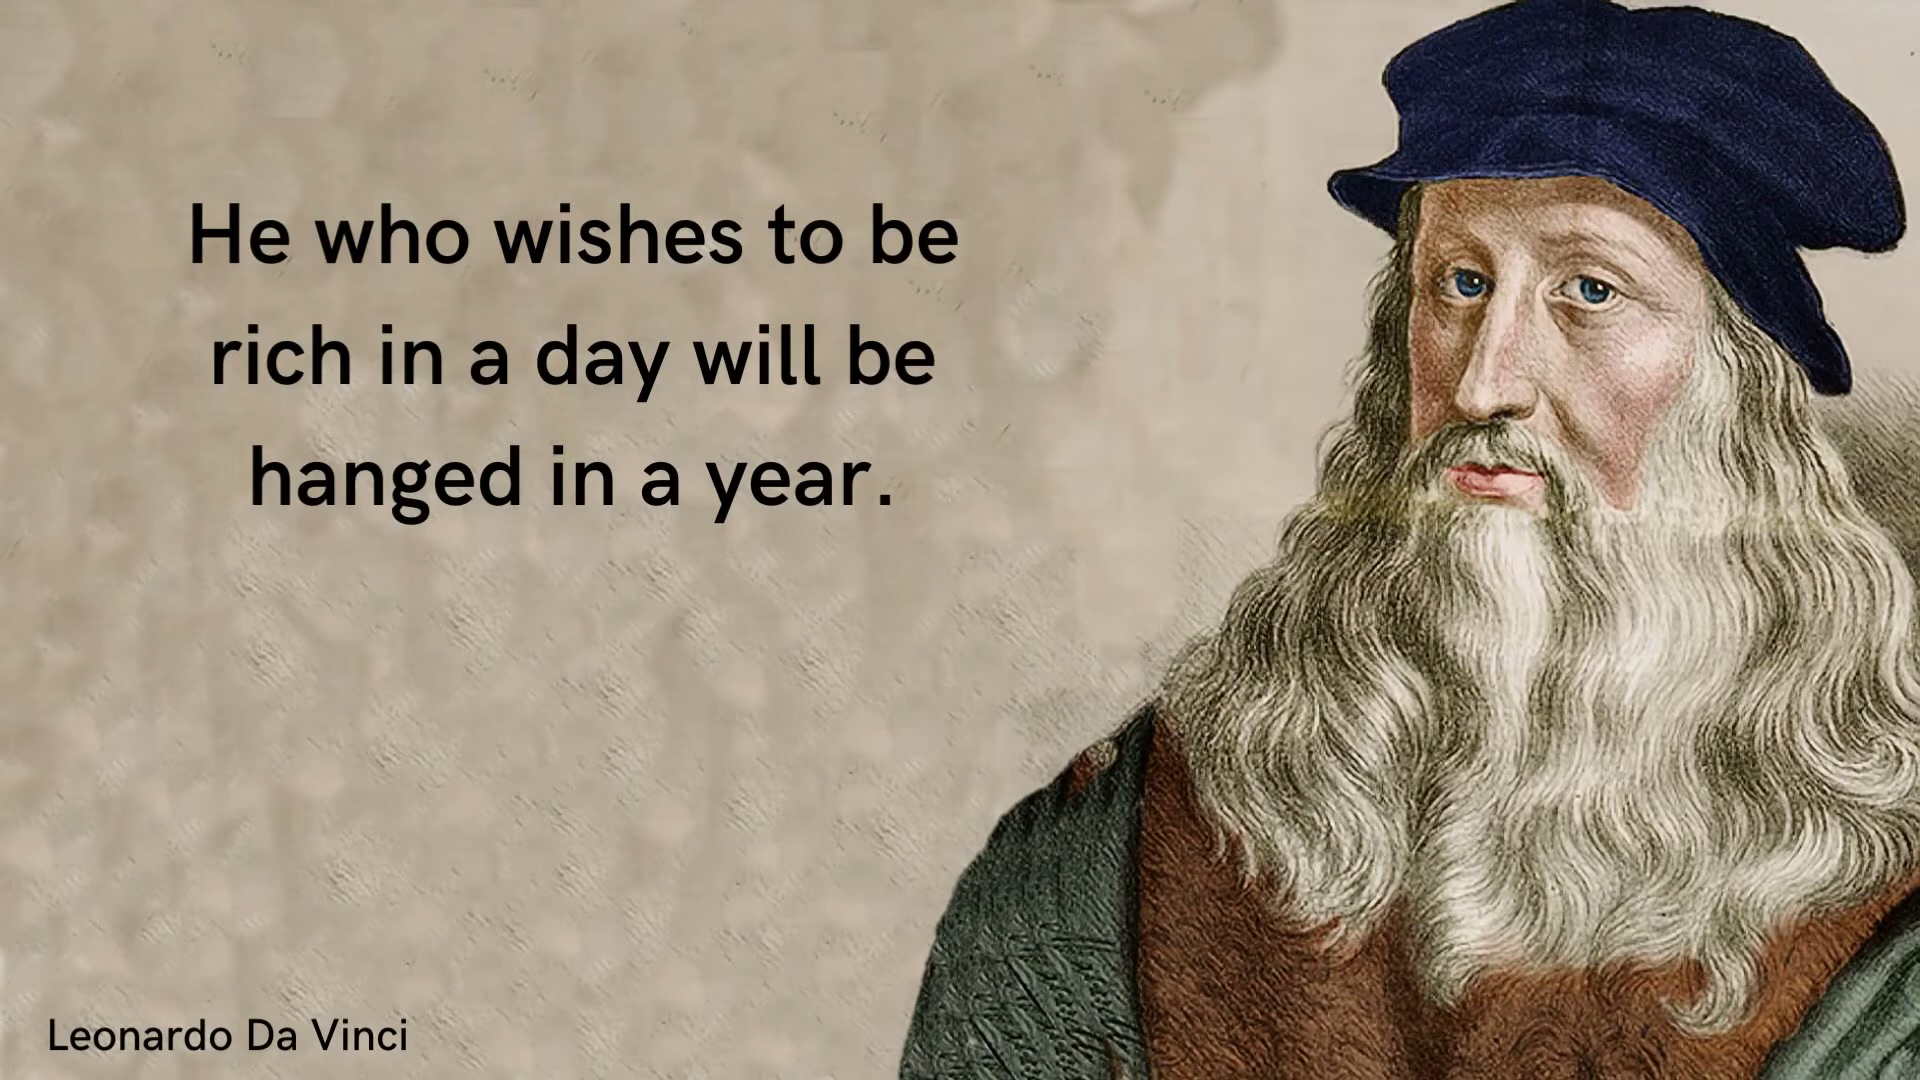 He who wishes to be
rich in a day will be
hanged in a year.
Leonardo Da Vinci